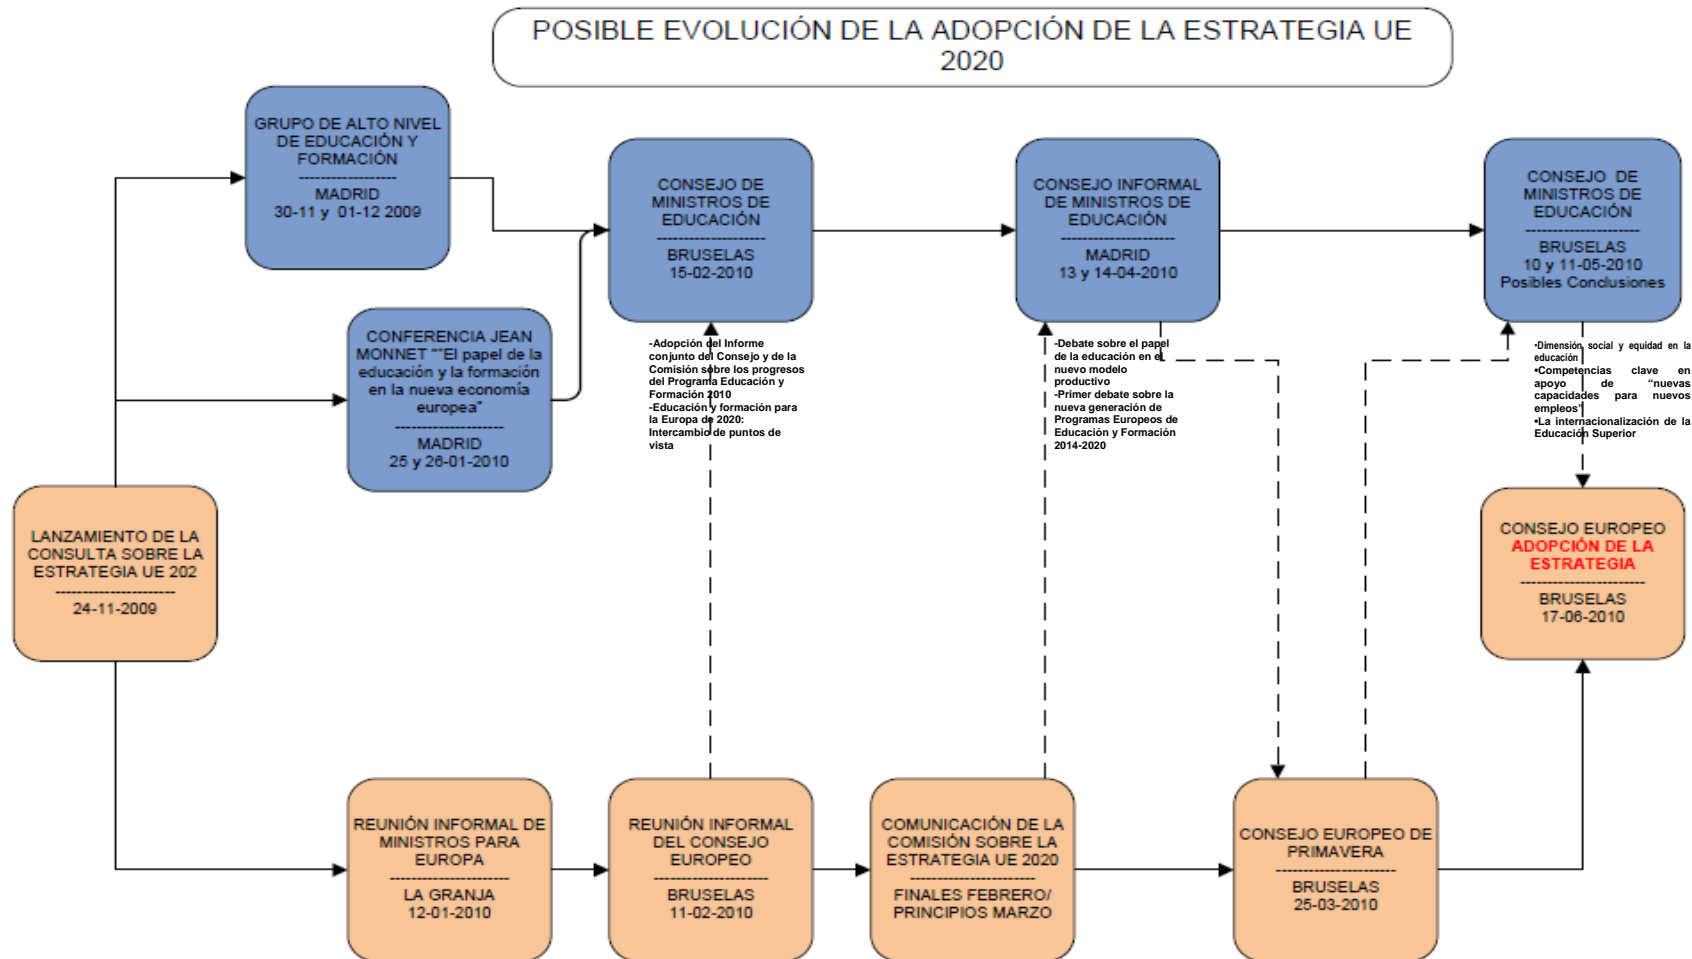 POSIBLE EVOLUCIÓN DE LA ADOPCIÓN DE LA ESTRATEGIA UE
2020
GRUPO DE ALTO NIVEL
DE EDUCACIÓN Y
FORMACIÓN
------------------
MADRID
30-11 y 01-12 2009
CONFERENCIA JEAN
MONNET ""El papel de la
educación y la formación
en la nueva economía
europea"
--------------------
MADRID
25 y 26-01-2010
CONSEJO DE
MINISTROS DE
EDUCACIÓN
--------------------
BRUSELAS
15-02-2010
-Adopción del Informe
conjunto del Consejo y de la
Comisión sobre los progresos
del Programa Educación y
Formación 2010
-Educación y formación para
la Europa de 2020:
Intercambio de puntos de
vista
CONSEJO INFORMAL
DE MINISTROS DE
EDUCACIÓN
---------------------
MADRID
13 y 14-04-2010
-Debate sobre el papel
de la educación en el
nuevo modelo
productivo
-Primer debate sobre la
nueva generación de
Programas Europeos de
Educación y Formación
2014-2020
CONSEJO DE
MINISTROS DE
EDUCACIÓN
---------------------
BRUSELAS
10 y 11-05-2010
Posibles Conclusiones
•Dimensión social y equidad en la
educación
•Competencias clave en
apoyo de "nuevas
capacidades para nuevos
empleos"
•La internacionalización de la
Educación Superior
LANZAMIENTO DE LA
CONSULTA SOBRE LA
ESTRATEGIA UE 202
----------------------
24-11-2009
CONSEJO EUROPEO
ADOPCIÓN DE LA
ESTRATEGIA
-----------------------
BRUSELAS
17-06-2010
REUNIÓN INFORMAL DE
MINISTROS PARA
EUROPA
----------------------
LA GRANJA
12-01-2010
REUNIÓN INFORMAL
DEL CONSEJO
EUROPEO
---------------------
BRUSELAS
11-02-2010
COMUNICACIÓN DE LA
COMISIÓN SOBRE LA
ESTRATEGIA UE 2020
-----------------------
FINALES FEBRERO/
PRINCIPIOS MARZO
CONSEJO EUROPEO DE
PRIMAVERA
----------------------
BRUSELAS
25-03-2010